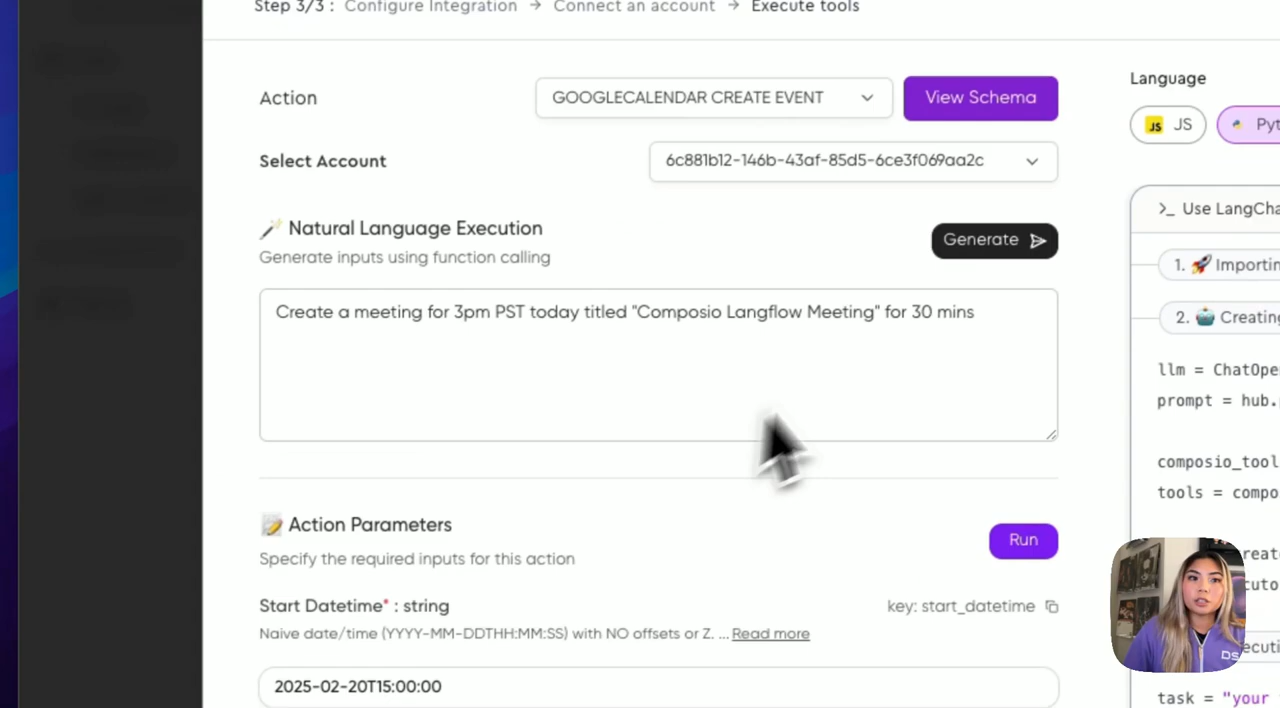 Step 3/3 : Configure Integration → Connect an account → Execute tools
Action
GOOGLECALENDAR CREATE EVENT
View Schema
Select Account
6c881b12-146b-43af-85d5-6ce3f069aa2c
Natural Language Execution
Generate inputs using function calling
Generate
Create a meeting for 3pm PST today titled "Composio Langflow Meeting" for 30 mins
Action Parameters
Specify the required inputs for this action
Run
Start Datetime* : string
key: start_datetime
Naive date/time (YYYY-MM-DDTHH:MM:SS) with NO offsets or Z. ... Read more
2025-02-20T15:00:00
Language
JS JS
Pyt
>_ Use LangCha
1. 🚀 Importin
2. 🤖 Creating
llm = ChatOpe
prompt = hub.
composio_tool
tools = compo
reat
cuto
DS
ecuti
task = "your